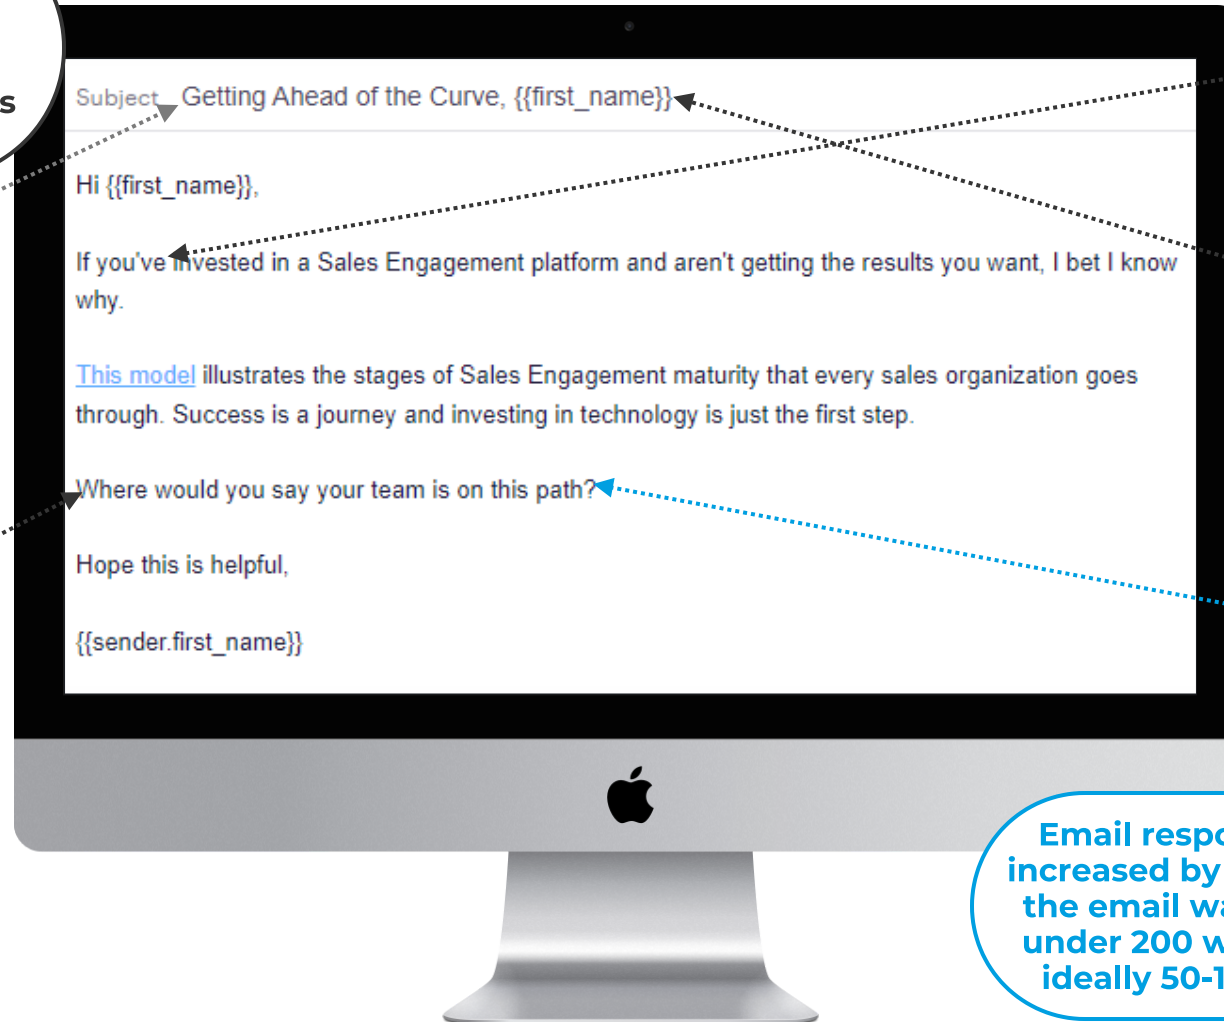 s
Subject Getting Ahead of the Curve, {{first_name}}
Hi {{first_name}},
If you've invested in a Sales Engagement platform and aren't getting the results you want, I bet I know
why.
This model illustrates the stages of Sales Engagement maturity that every sales organization goes
through. Success is a journey and investing in technology is just the first step.
Where would you say your team is on this path?
Hope this is helpful,
{{sender.first_name}}
Email respo
increased by
the email wa
under 200 w
ideally 50-1